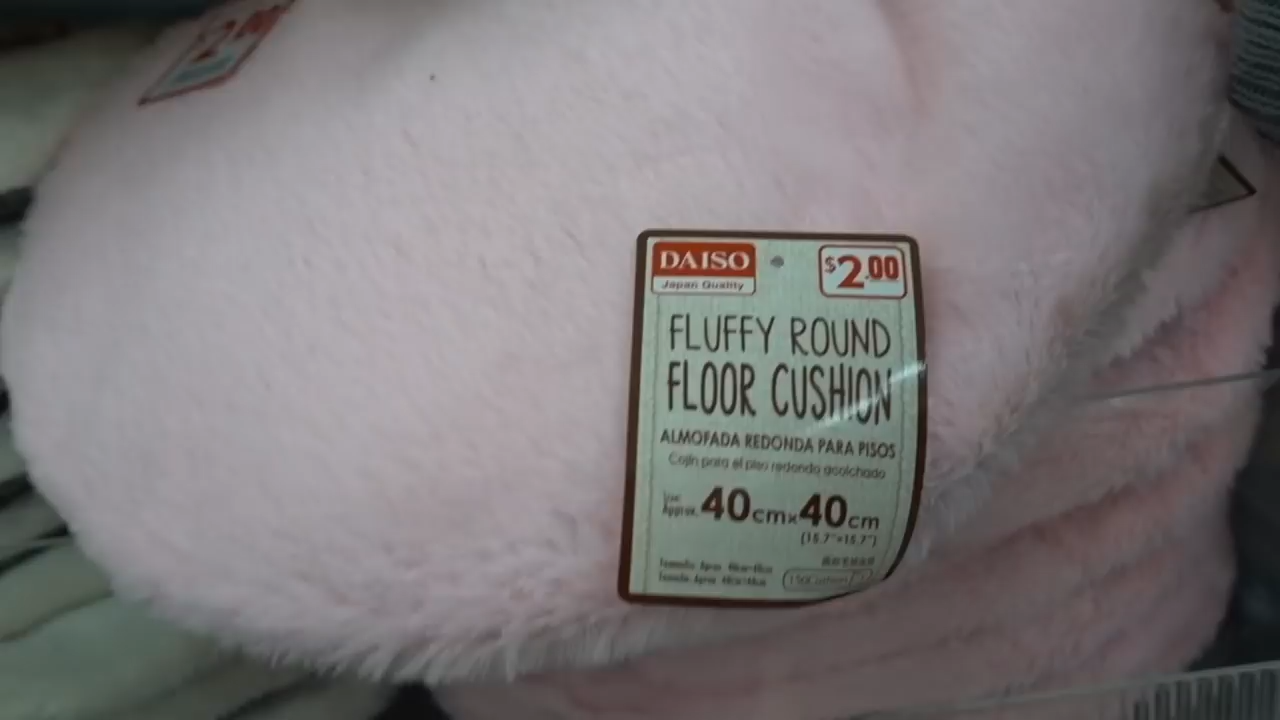 DAISO
Japan Quality
$2.00
FLUFFY ROUND
FLOOR CUSHION
ALMOFADA REDONDA PARA PISOS
Cojín para el piso redondo acolchado
Approx. 40cm×40cm
(15.7"×15.7")